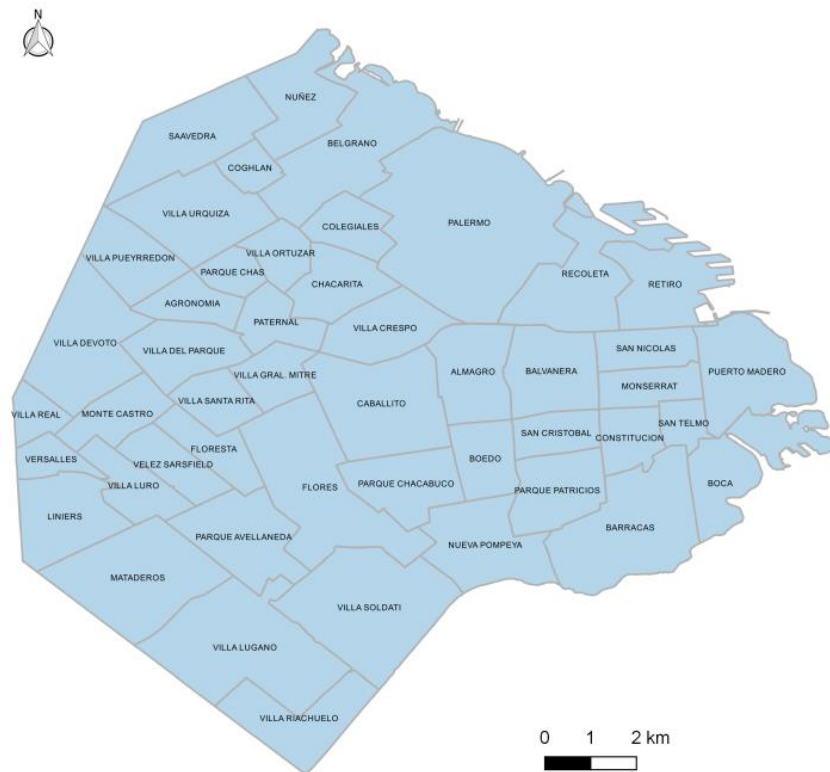 N
NUÑEZ
SAAVEDRA
BELGRANO
COGHLAN
VILLA URQUIZA
COLEGIALES
PALERMO
VILLA ORTUZAR
VILLA PUEYRREDON
PARQUE CHAS
RECOLETA
CHACARITA
RETIRO
AGRONOMIA
PATERNAL
VILLA CRESPO
VILLA DEVOTO
VILLA DEL PARQUE
SAN NICOLAS
VILLA GRAL. MITRE
ALMAGRO
BALVANERA
PUERTO MADERO
MONSERRAT
VILLA SANTA RITA
CABALLITO
VILLA REAL
MONTE CASTRO
SAN TELMO
SAN CRISTOBAL
CONSTITUCION
FLORESTA
VERSALLES
VELEZ SARSFIELD
BOEDO
VILLA LURO
FLORES
PARQUE CHACABUCO
BOCA
PARQUE PATRICIOS
LINIERS
BARRACAS
PARQUE AVELLANEDA
NUEVA POMPEYA
MATADEROS
VILLA SOLDATI
VILLA LUGANO
VILLA RIACHUELO
0 1 2 km